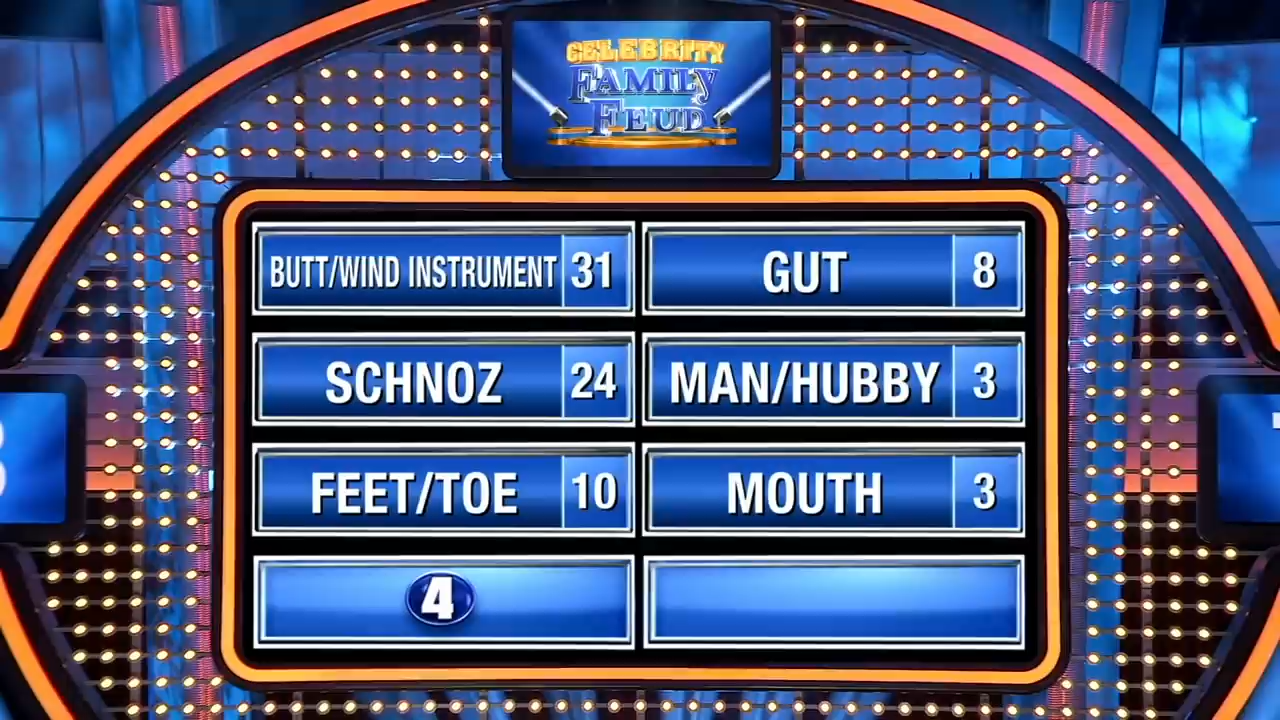 CELEBRITY
FAMILY
FEUD
BUTT/WIND INSTRUMENT 31
GUT 8
SCHNOZ 24
MAN/HUBBY 3
FEET/TOE 10
MOUTH 3
4